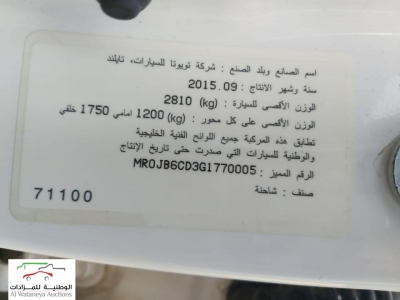 اسم الصانع وبلد الصنع : شركة تويوتا للسيارات، تايلند
سنة وشهر الانتاج : 2015.09
الوزن الأقصى للسيارة : (kg) 2810
الوزن الأقصى على كل محور : (kg) 1200 امامي 1750 خلفي
تطابق هذه المركبة جميع اللوائح الفنية الخليجية
والوطنية للسيارات التي صدرت حتى تاريخ الإنتاج
الرقم المميز : MR0JB6CD3G1770005
صنف : شاحنة
71100
الوطنية للمزادات
Al Wataneya Auctions